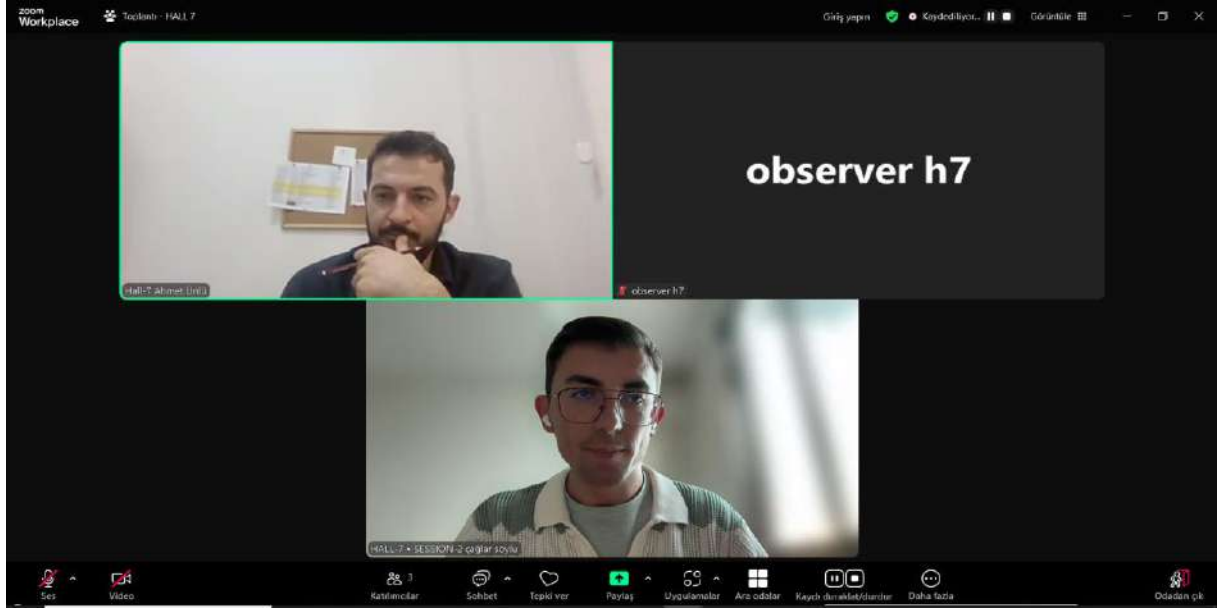 zoom
Workplace
Toplantı - HALL 7
Giriş yapın
Kaydediliyor...
Görüntüle
observer h7
Hall-7 Ahmet Ünlü
observer h7
HALL-7 • SESSION-2 çağlar soylu
Ses
Video
Katılımcılar
3
Sohbet
Tepki ver
Paylaş
Uygulamalar
Ara odalar
Kaydı duraklat/durdur
Daha fazla
Odadan çık